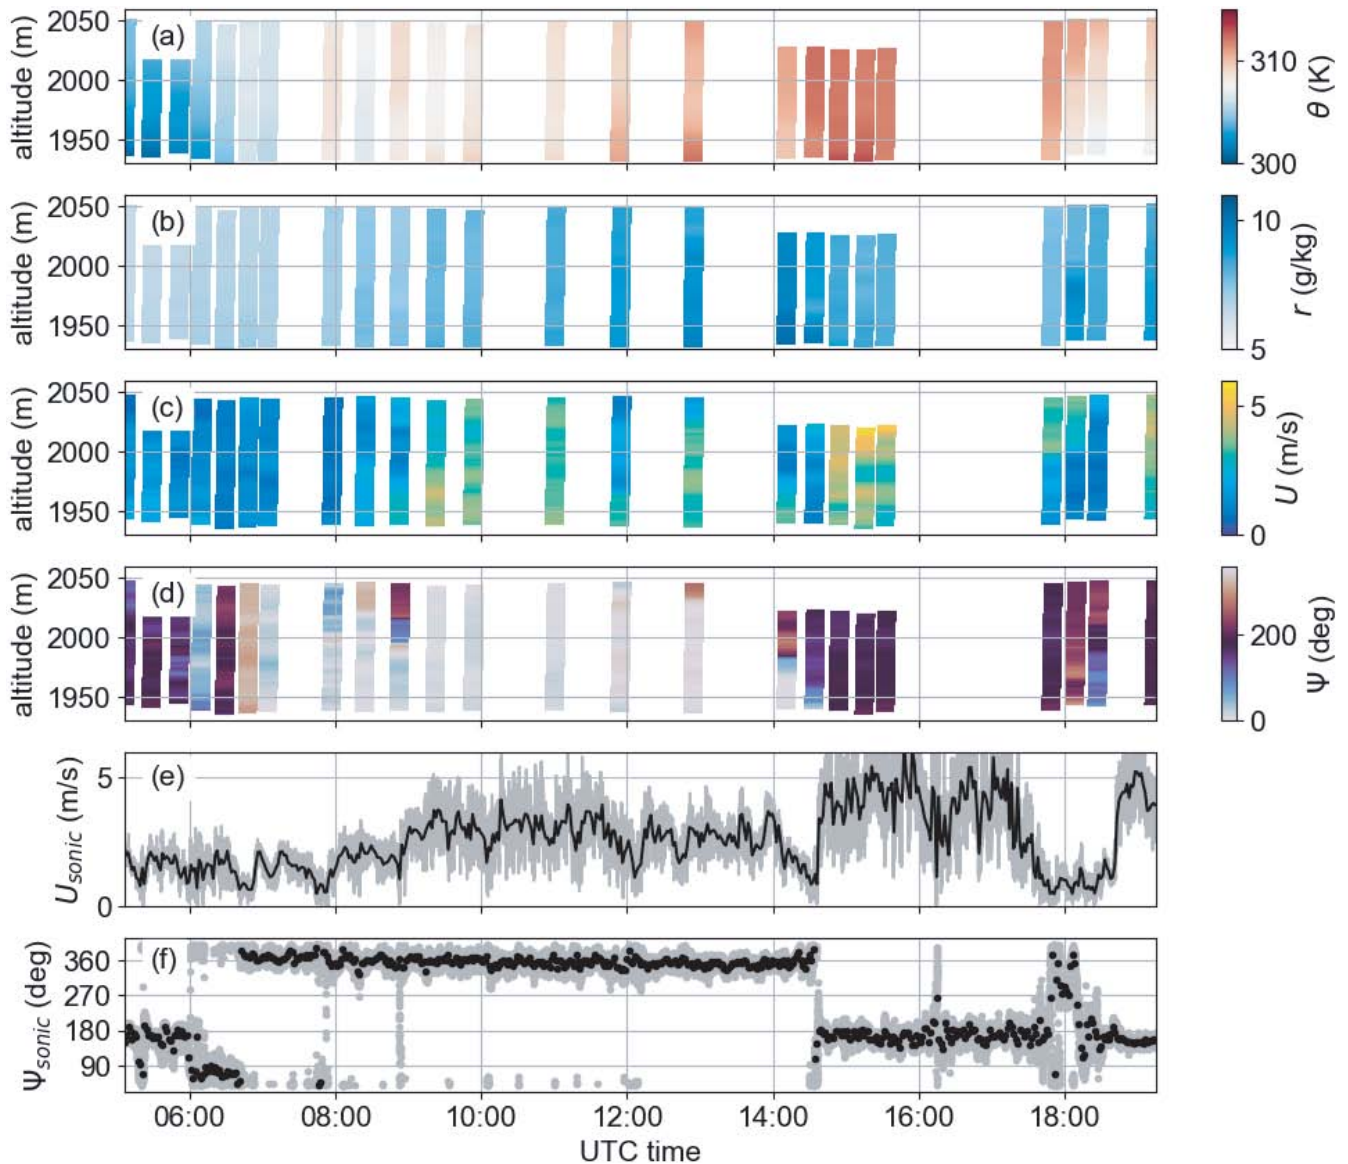 (a)
altitude (m)
2050
2000
1950
310
300
θ (K)
(b)
altitude (m)
2050
2000
1950
10
5
r (g/kg)
(c)
altitude (m)
2050
2000
1950
5
0
U (m/s)
(d)
altitude (m)
2050
2000
1950
200
0
Ψ (deg)
(e)
U_sonic (m/s)
5
0
(f)
Ψ_sonic (deg)
360
270
180
90
06:00 08:00 10:00 12:00 14:00 16:00 18:00
UTC time